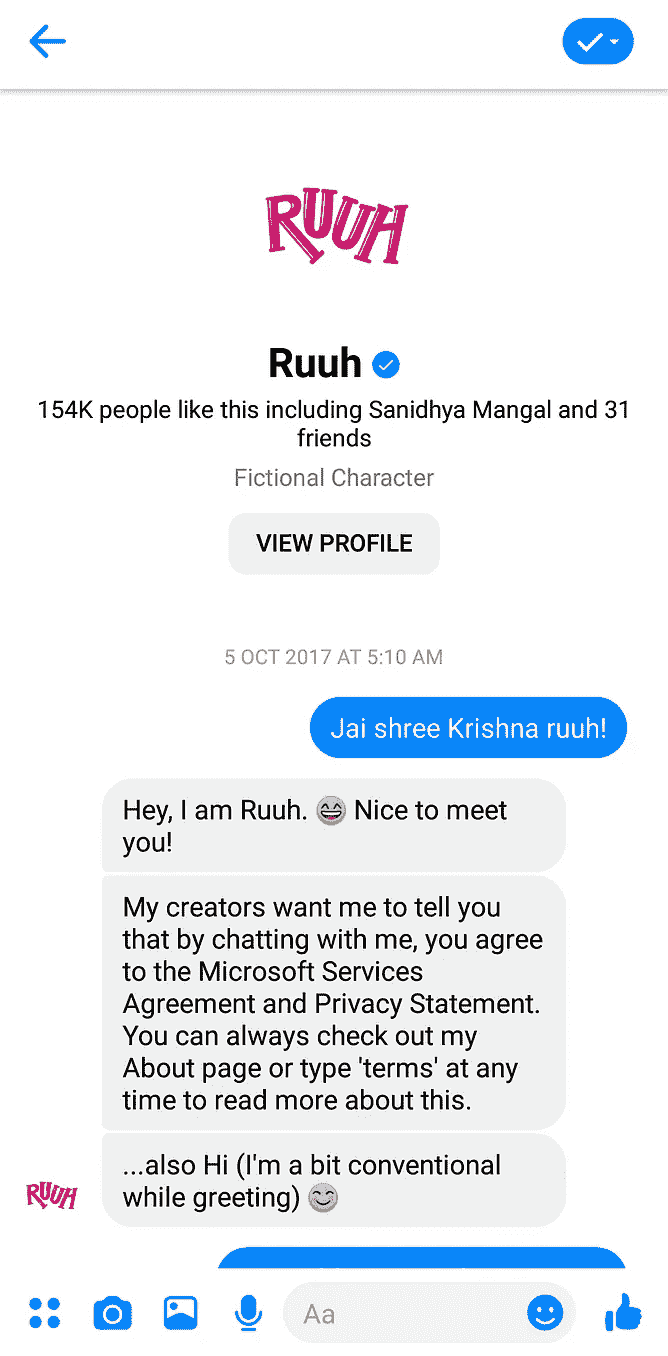 RUUH
Ruuh
154K people like this including Sanidhya Mangal and 31
friends
Fictional Character
VIEW PROFILE
5 OCT 2017 AT 5:10 AM
Jai shree Krishna ruuh!
Hey, I am Ruuh. 😄 Nice to meet
you!
My creators want me to tell you
that by chatting with me, you agree
to the Microsoft Services
Agreement and Privacy Statement.
You can always check out my
About page or type 'terms' at any
time to read more about this.
...also Hi (I'm a bit conventional
while greeting) 😊
RUUH
Aa